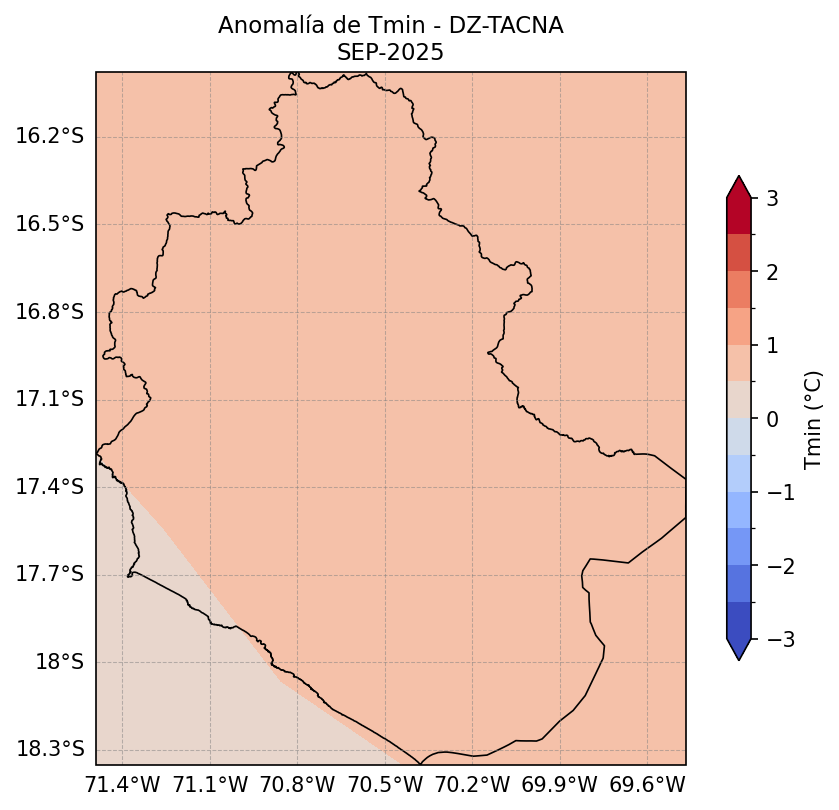 Anomalía de Tmin - DZ-TACNA
SEP-2025
16.2°S
16.5°S
16.8°S
17.1°S
17.4°S
17.7°S
18°S
18.3°S
71.4°W 71.1°W 70.8°W 70.5°W 70.2°W 69.9°W 69.6°W
3
2
1
0
−1
−2
−3
Tmin (°C)